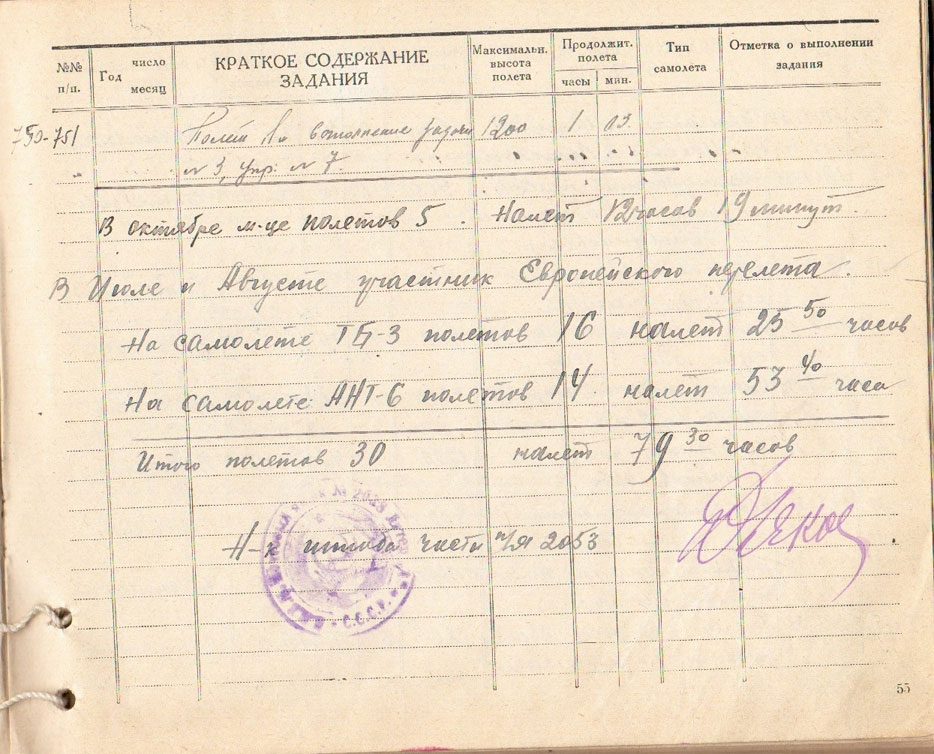 №№ п/п.
Год
число
месяц
КРАТКОЕ СОДЕРЖАНИЕ
ЗАДАНИЯ
Максимальн.
высота
полета
Продолжит.
полета
часы мин.
Тип
самолета
Отметка о выполнении
задания
750-751 Полет на выполнение задачи 1200 1 13
№ 3, упр. № 7.
В октябре м-це полетов 5. Налет 12 часов 19 минут.
В Июле и Августе участник Европейского перелета.
На самолете ТБ-3 полетов 16 налет 25 50 часов
На самолете АНТ-6 полетов 14 налет 53 40 часа
Итого полетов 30 налет 79 30 часов
Н-к штаба части п/я 2053
С.С.С.Р.
55